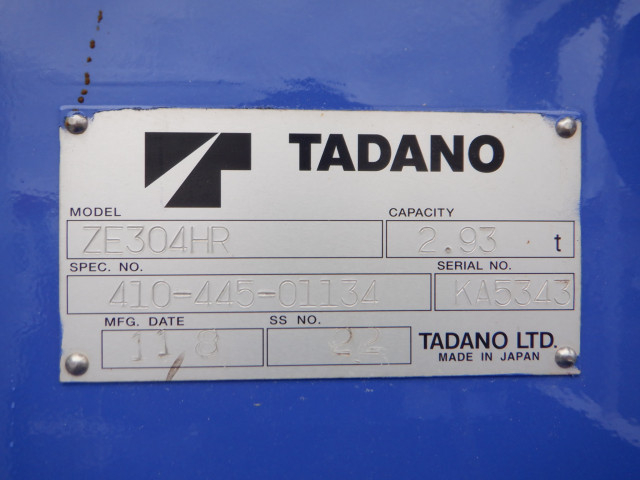 TADANO
MODEL CAPACITY
ZE304HR 2.93 t
SPEC. NO. SERIAL NO.
410-445-01134 KA5343
MFG. DATE SS NO.
11 8 22 TADANO LTD.
MADE IN JAPAN